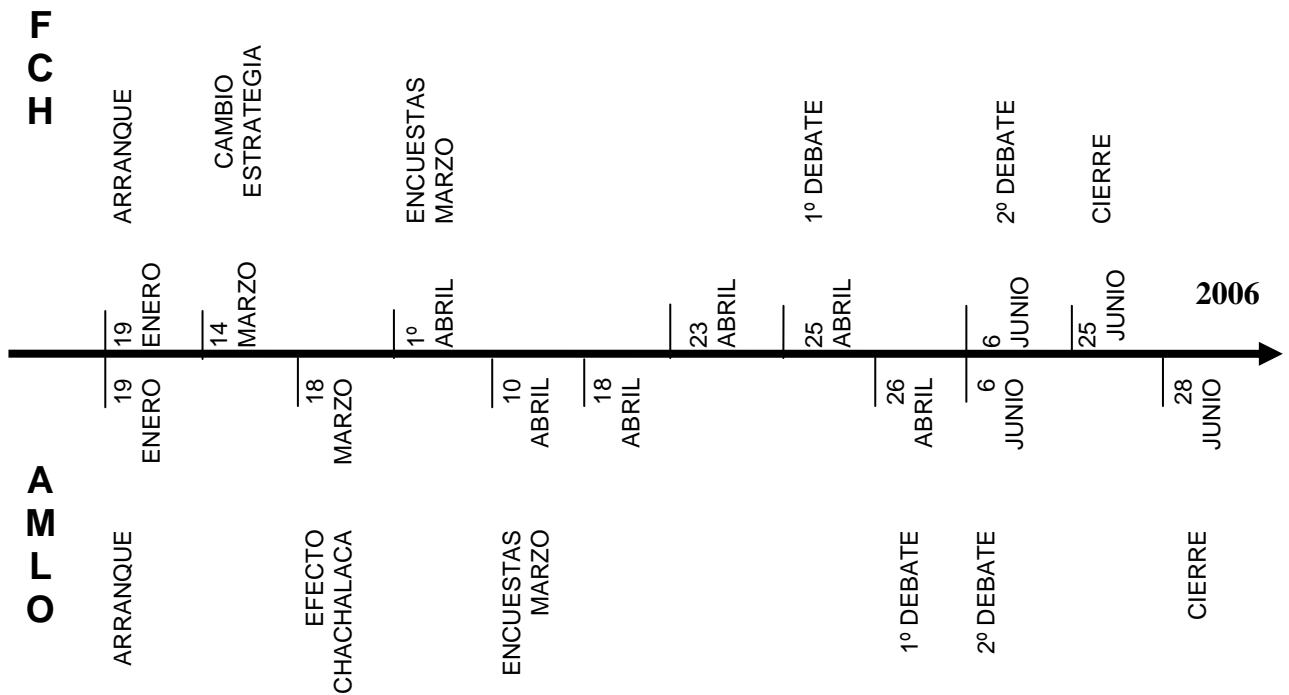 F
C
H
ARRANQUE
CAMBIO
ESTRATEGIA
ENCUESTAS
MARZO
1º DEBATE
2º DEBATE
CIERRE
19
ENERO
14
MARZO
1º
ABRIL
23
ABRIL
25
ABRIL
6
JUNIO
25
JUNIO
2006
19
ENERO
18
MARZO
10
ABRIL
18
ABRIL
26
ABRIL
6
JUNIO
28
JUNIO
A
M
L
O
ARRANQUE
EFECTO
CHACHALACA
ENCUESTAS
MARZO
1º DEBATE
2º DEBATE
CIERRE